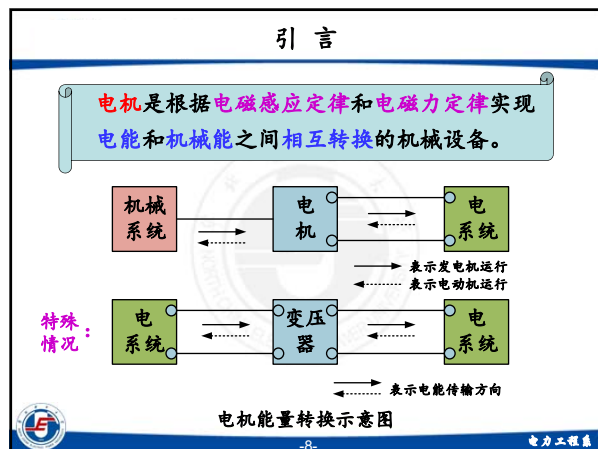 引 言
电机是根据电磁感应定律和电磁力定律实现
电能和机械能之间相互转换的机械设备。
机械
系统
电
机
电
系统
表示发电机运行
表示电动机运行
特殊
情况：
电
系统
变压
器
电
系统
表示电能传输方向
电机能量转换示意图
-8-
电力工程系